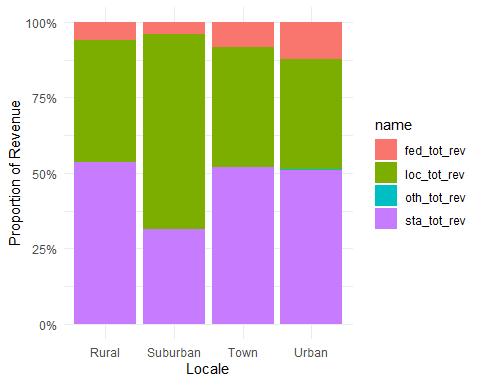 100%
75%
50%
25%
0%
Proportion of Revenue
Rural Suburban Town Urban
Locale
name
fed_tot_rev
loc_tot_rev
oth_tot_rev
sta_tot_rev